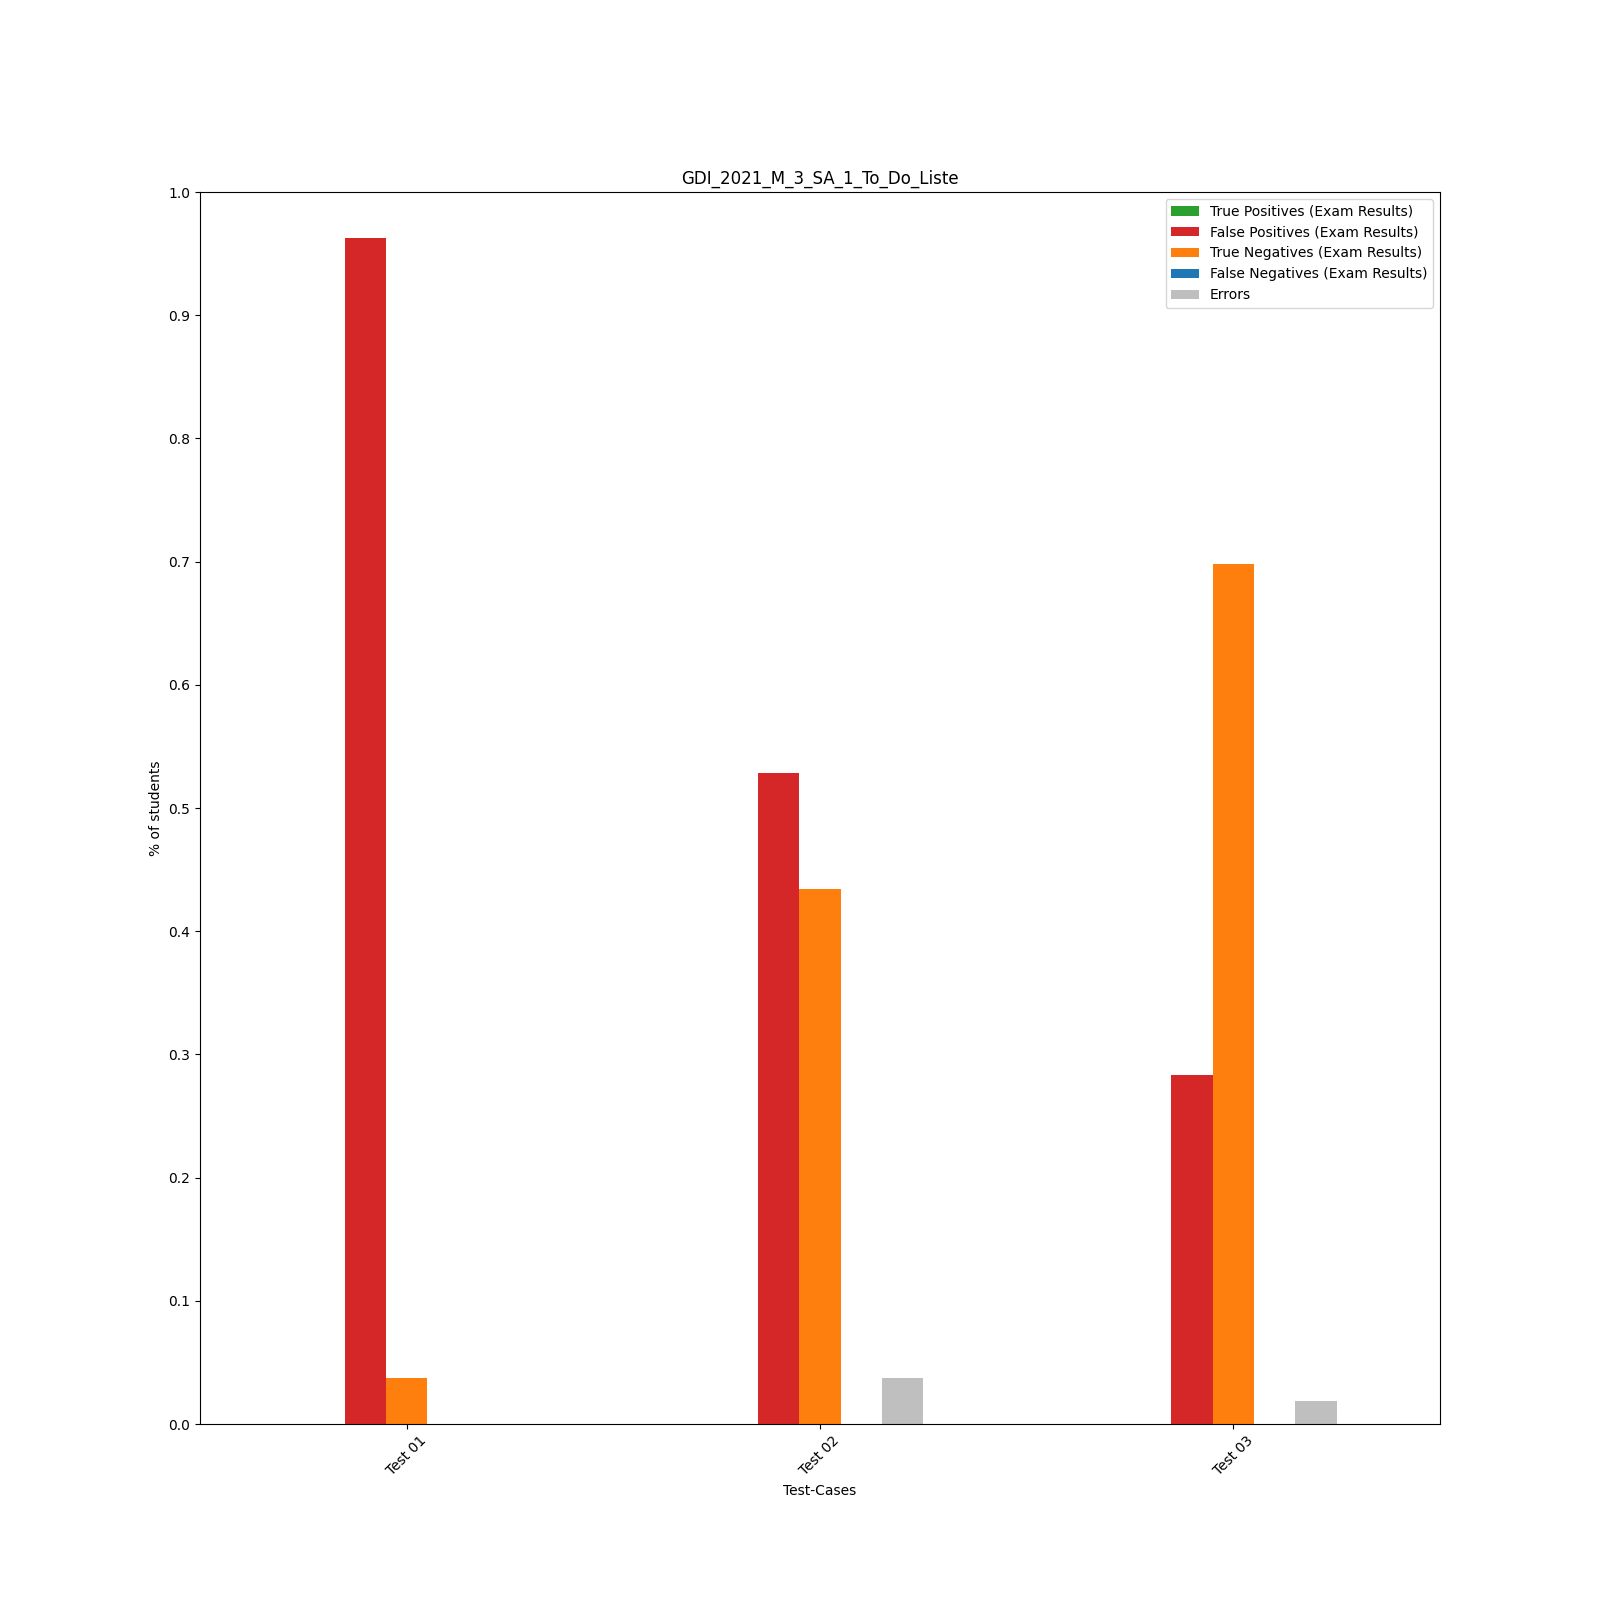 GDI_2021_M_3_SA_1_To_Do_Liste
True Positives (Exam Results)
False Positives (Exam Results)
True Negatives (Exam Results)
False Negatives (Exam Results)
Errors
1.0
0.9
0.8
0.7
0.6
0.5
0.4
0.3
0.2
0.1
0.0
% of students
Test 01
Test 02
Test 03
Test-Cases